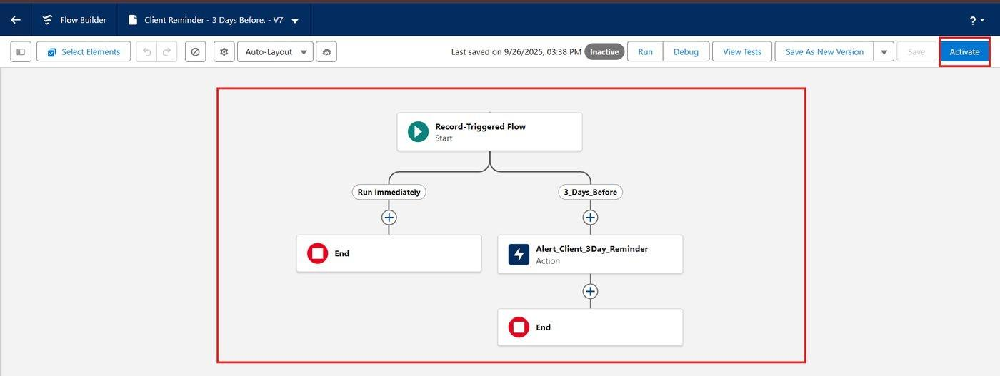 Flow Builder
Client Reminder - 3 Days Before. - V7
?
Select Elements
Auto-Layout
Last saved on 9/26/2025, 03:38 PM
Inactive
Run
Debug
View Tests
Save As New Version
Save
Activate
Record-Triggered Flow
Start
Run Immediately
3_Days_Before
End
Alert_Client_3Day_Reminder
Action
End